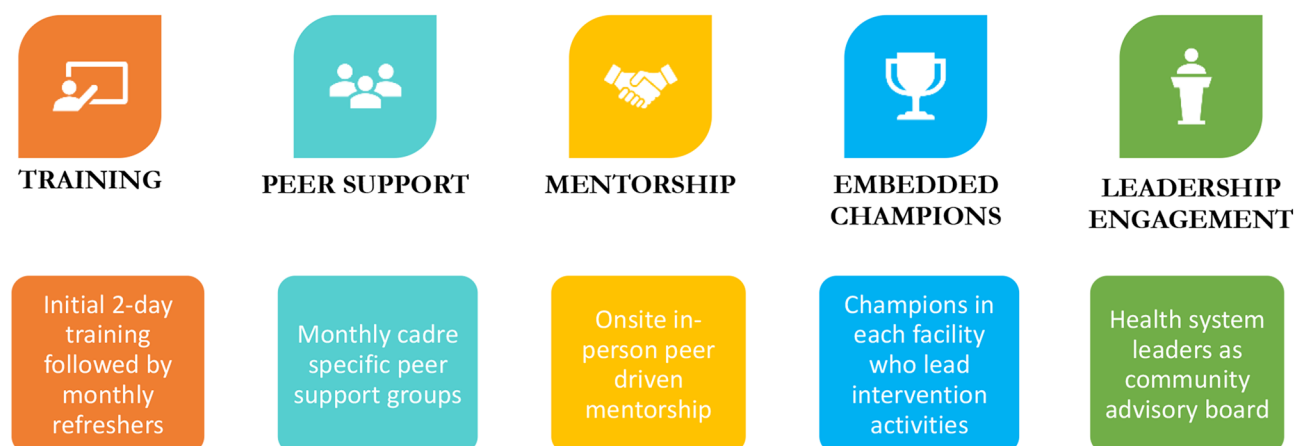 TRAINING
PEER SUPPORT
MENTORSHIP
EMBEDDED
CHAMPIONS
LEADERSHIP
ENGAGEMENT
Initial 2-day
training
followed by
monthly
refreshers
Monthly cadre
specific peer
support groups
Onsite in-
person peer
driven
mentorship
Champions in
each facility
who lead
intervention
activities
Health system
leaders as
community
advisory board